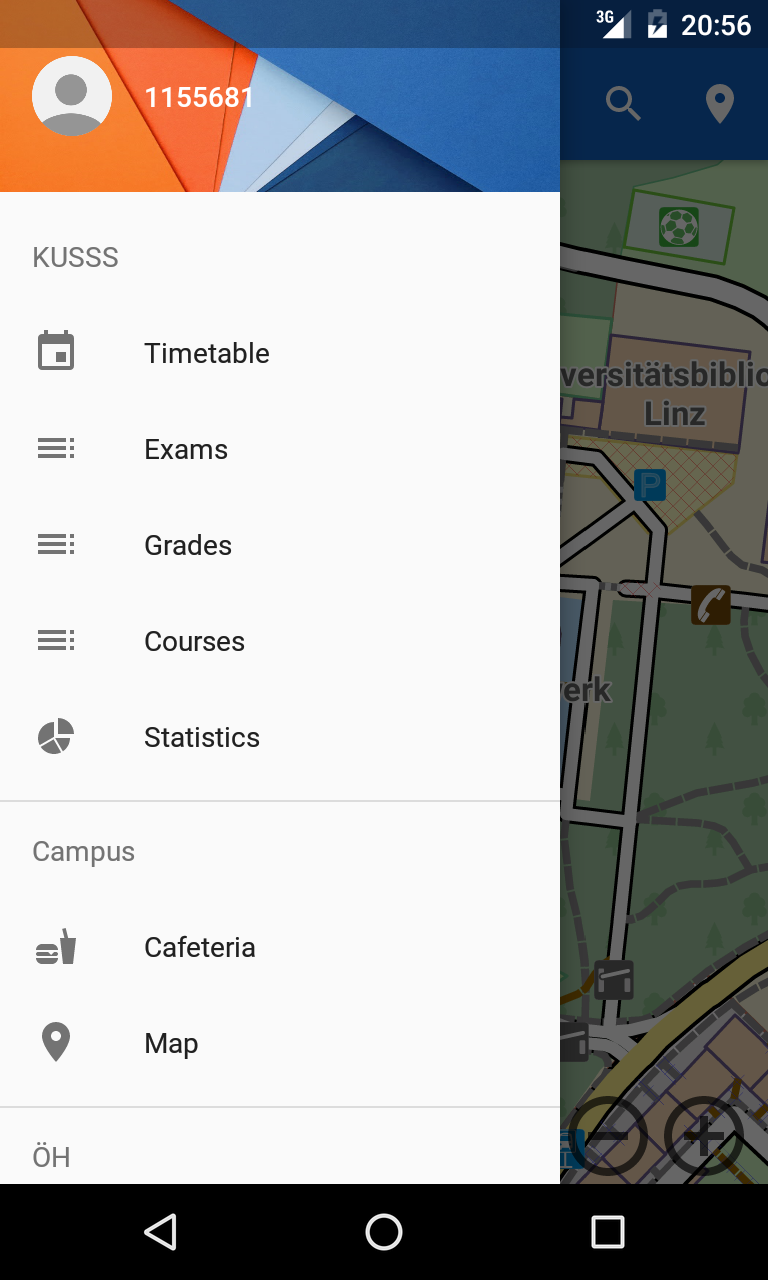 3G
20:56
1155681
KUSSS
Timetable
Exams
Grades
Courses
Statistics
Campus
Cafeteria
Map
ÖH
versitätsbiblio
Linz
P
erk